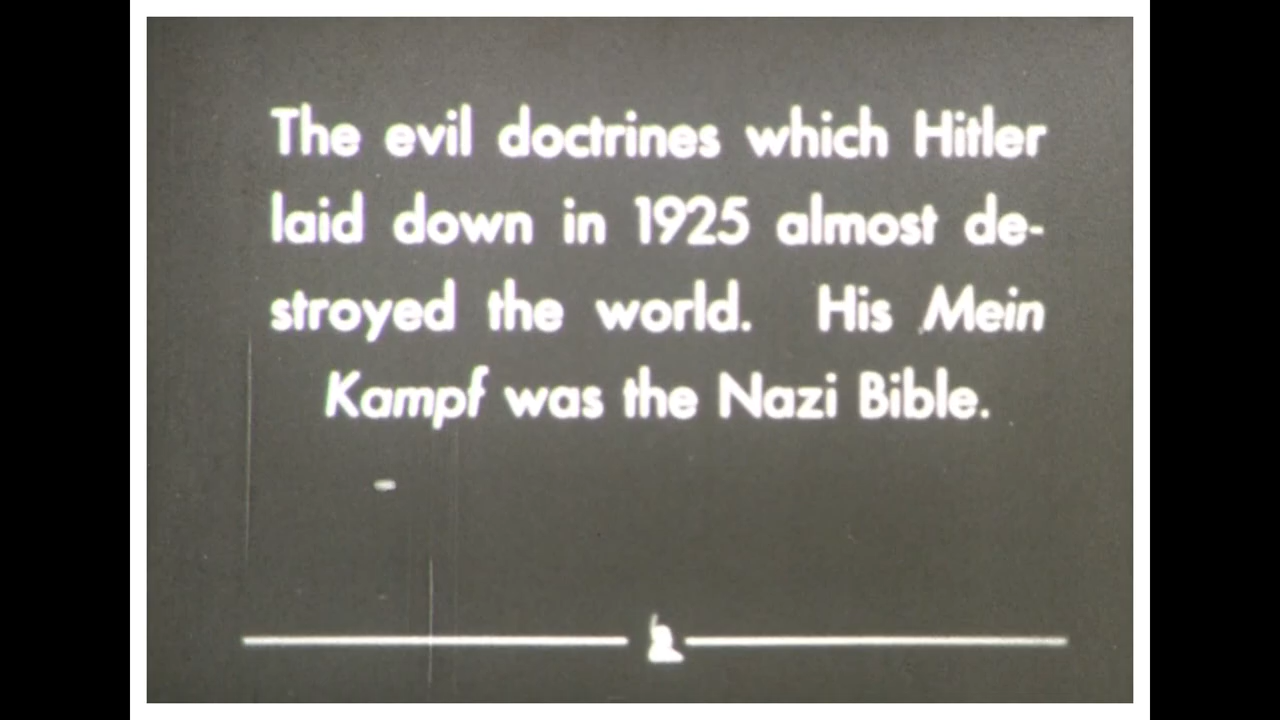 The evil doctrines which Hitler
laid down in 1925 almost de-
stroyed the world. His Mein
Kampf was the Nazi Bible.